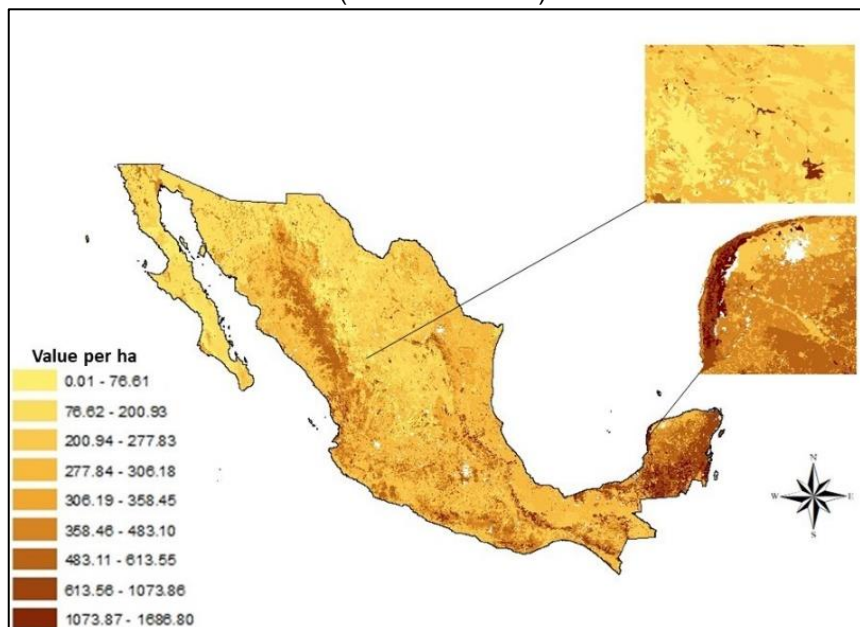 Value per ha
0.01 - 76.61
76.62 - 200.93
200.94 - 277.83
277.84 - 306.18
306.19 - 358.45
358.46 - 483.10
483.11 - 613.55
613.56 - 1073.86
1073.87 - 1686.80
N
W
E
S